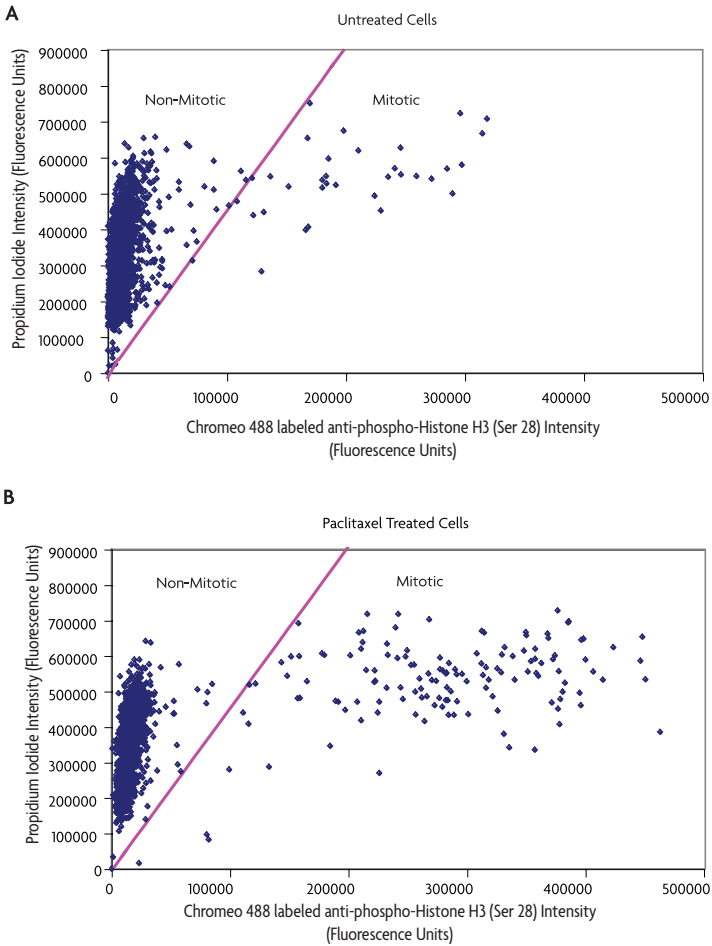 A
Untreated Cells
Propidium Iodide Intensity (Fluorescence Units)
900000
800000
700000
600000
500000
400000
300000
200000
100000
0
Non-Mitotic
Mitotic
0
100000
200000
300000
400000
500000
Chromeo 488 labeled anti-phospho-Histone H3 (Ser 28) Intensity
(Fluorescence Units)
B
Paclitaxel Treated Cells
Propidium Iodide Intensity (Fluorescence Units)
900000
800000
700000
600000
500000
400000
300000
200000
100000
0
Non-Mitotic
Mitotic
0
100000
200000
300000
400000
500000
Chromeo 488 labeled anti-phospho-Histone H3 (Ser 28) Intensity
(Fluorescence Units)